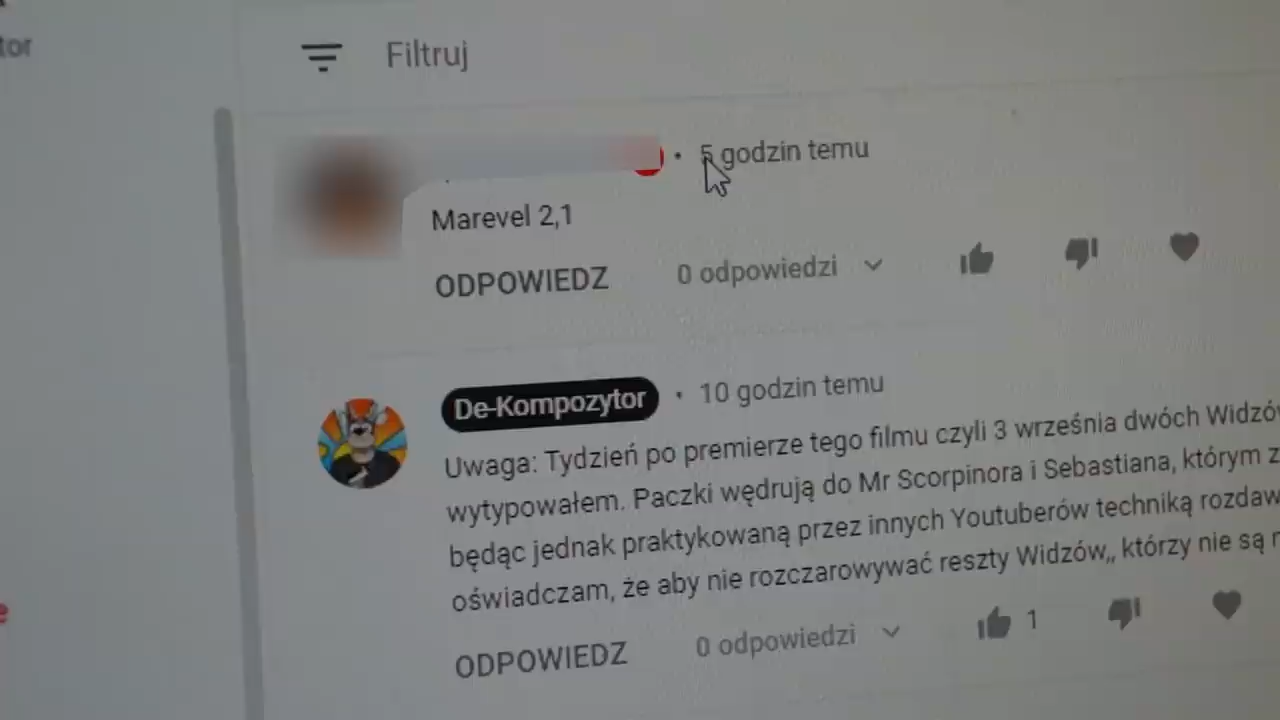 tor
Filtruj
5 godzin temu
Marevel 2,1
ODPOWIEDZ
0 odpowiedzi
De-Kompozytor
10 godzin temu
Uwaga: Tydzień po premierze tego filmu czyli 3 września dwóch Widzów
wytypowałem. Paczki wędrują do Mr Scorpinora i Sebastiana, którym z
będąc jednak praktykowaną przez innych Youtuberów techniką rozdaw
oświadczam, że aby nie rozczarowywać reszty Widzów,, którzy nie są
ODPOWIEDZ
0 odpowiedzi
1